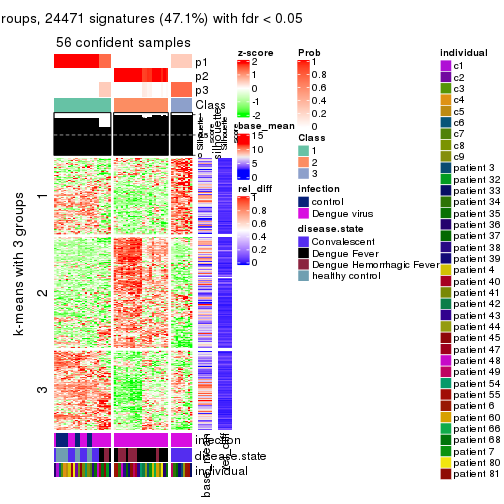 roups, 24471 signatures (47.1%) with fdr < 0.05
56 confident samples
p1
p2
p3
Class
silhouette score
1
2
3
k-means with 3 groups
infection
disease.state
individual
base_mean
rel_diff
z-score
2
1
0
-1
-2
base_mean
15
10
5
0
rel_diff
1
0.8
0.6
0.4
0.2
0
Prob
1
0.8
0.6
0.4
0.2
0
Class
1
2
3
infection
control
Dengue virus
disease.state
Convalescent
Dengue Fever
Dengue Hemorrhagic Fever
healthy control
individual
c1
c2
c3
c4
c5
c6
c7
c8
c9
patient 3
patient 32
patient 33
patient 34
patient 35
patient 36
patient 37
patient 38
patient 39
patient 4
patient 40
patient 41
patient 42
patient 43
patient 44
patient 45
patient 47
patient 48
patient 49
patient 54
patient 55
patient 6
patient 60
patient 66
patient 68
patient 7
patient 80
patient 81